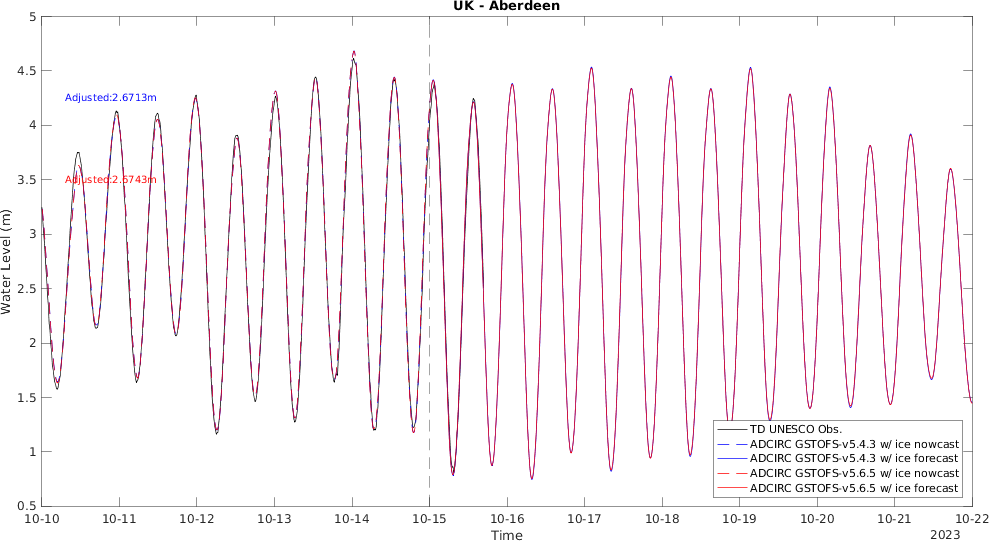 UK - Aberdeen
5
4.5
4
3.5
3
2.5
2
1.5
1
0.5
Water Level (m)
Adjusted:2.6713m
Adjusted:2.6743m
TD UNESCO Obs.
ADCIRC GSTOFS-v5.4.3 w/ ice nowcast
ADCIRC GSTOFS-v5.4.3 w/ ice forecast
ADCIRC GSTOFS-v5.6.5 w/ ice nowcast
ADCIRC GSTOFS-v5.6.5 w/ ice forecast
10-10 10-11 10-12 10-13 10-14 10-15 10-16 10-17 10-18 10-19 10-20 10-21 10-22
Time
2023